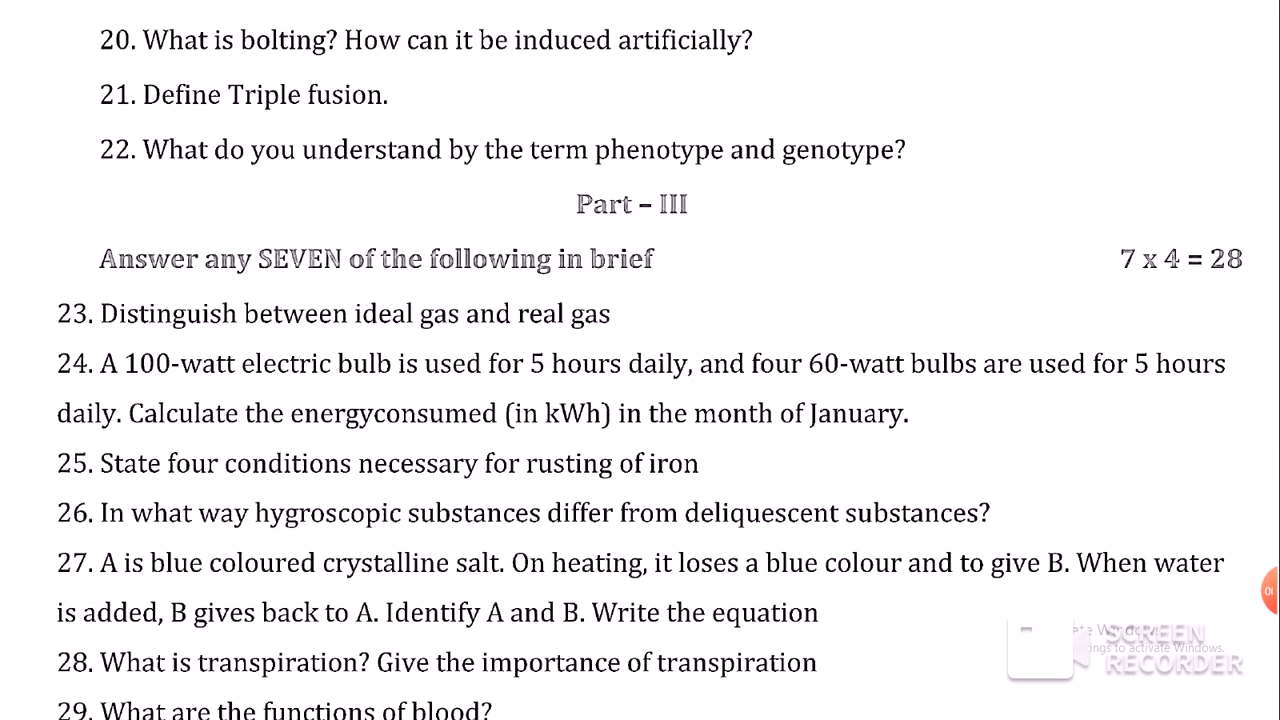 20. What is bolting? How can it be induced artificially?
21. Define Triple fusion.
22. What do you understand by the term phenotype and genotype?
Part – III
Answer any SEVEN of the following in brief 7 x 4 = 28
23. Distinguish between ideal gas and real gas
24. A 100-watt electric bulb is used for 5 hours daily, and four 60-watt bulbs are used for 5 hours
daily. Calculate the energyconsumed (in kWh) in the month of January.
25. State four conditions necessary for rusting of iron
26. In what way hygroscopic substances differ from deliquescent substances?
27. A is blue coloured crystalline salt. On heating, it loses a blue colour and to give B. When water
is added, B gives back to A. Identify A and B. Write the equation
28. What is transpiration? Give the importance of transpiration
29. What are the functions of blood?
SCREEN
RECORDER
to activate Windows.